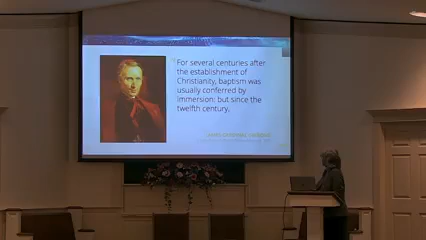 For several centuries after
the establishment of
Christianity, baptism was
usually conferred by
immersion: but since the
twelfth century,